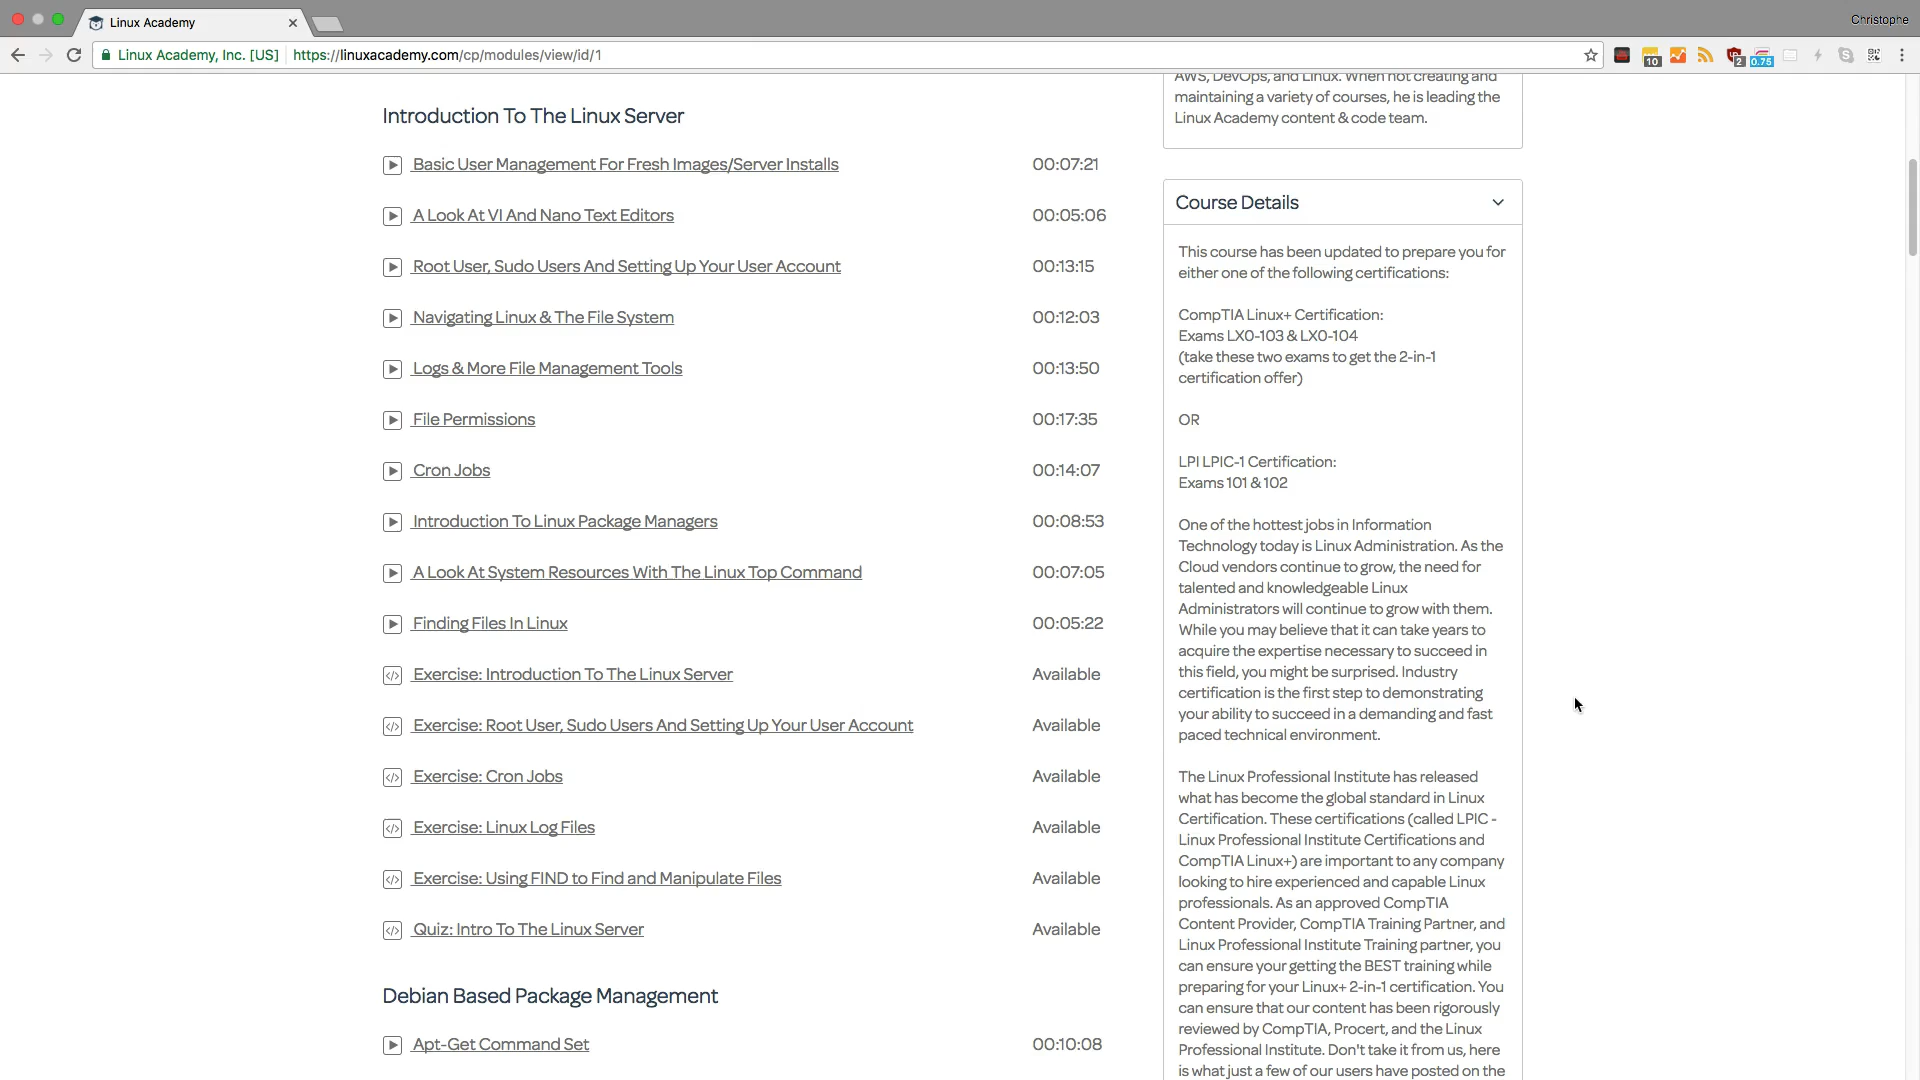 Linux Academy
Christophe
Linux Academy, Inc. [US]
https://linuxacademy.com/cp/modules/view/id/1
10
2
0.75
Introduction To The Linux Server
Basic User Management For Fresh Images/Server Installs 00:07:21
A Look At VI And Nano Text Editors 00:05:06
Root User, Sudo Users And Setting Up Your User Account 00:13:15
Navigating Linux & The File System 00:12:03
Logs & More File Management Tools 00:13:50
File Permissions 00:17:35
Cron Jobs 00:14:07
Introduction To Linux Package Managers 00:08:53
A Look At System Resources With The Linux Top Command 00:07:05
Finding Files In Linux 00:05:22
Exercise: Introduction To The Linux Server Available
Exercise: Root User, Sudo Users And Setting Up Your User Account Available
Exercise: Cron Jobs Available
Exercise: Linux Log Files Available
Exercise: Using FIND to Find and Manipulate Files Available
Quiz: Intro To The Linux Server Available
Debian Based Package Management
Apt-Get Command Set 00:10:08
AWS, DevOps, and Linux. When not creating and
maintaining a variety of courses, he is leading the
Linux Academy content & code team.
Course Details
This course has been updated to prepare you for
either one of the following certifications:
CompTIA Linux+ Certification:
Exams LX0-103 & LX0-104
(take these two exams to get the 2-in-1
certification offer)
OR
LPI LPIC-1 Certification:
Exams 101 & 102
One of the hottest jobs in Information
Technology today is Linux Administration. As the
Cloud vendors continue to grow, the need for
talented and knowledgeable Linux
Administrators will continue to grow with them.
While you may believe that it can take years to
acquire the expertise necessary to succeed in
this field, you might be surprised. Industry
certification is the first step to demonstrating
your ability to succeed in a demanding and fast
paced technical environment.
The Linux Professional Institute has released
what has become the global standard in Linux
Certification. These certifications (called LPIC -
Linux Professional Institute Certifications and
CompTIA Linux+) are important to any company
looking to hire experienced and capable Linux
professionals. As an approved CompTIA
Content Provider, CompTIA Training Partner, and
Linux Professional Institute Training partner, you
can ensure your getting the BEST training while
preparing for your Linux+ 2-in-1 certification. You
can ensure that our content has been rigorously
reviewed by CompTIA, Procert, and the Linux
Professional Institute. Don't take it from us, here
is what just a few of our users have posted on the